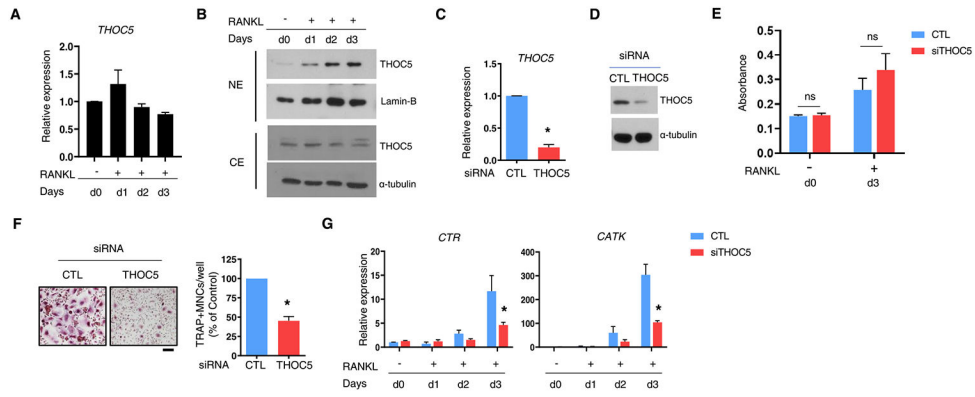 A
THOC5
Relative expression
2.0
1.5
1.0
0.5
0.0
RANKL - + + +
Days d0 d1 d2 d3
B
RANKL - + + +
Days d0 d1 d2 d3
NE
THOC5
Lamin-B
CE
THOC5
α-tubulin
C
THOC5
Relative expression
1.5
1.0
0.5
0.0
siRNA CTL THOC5
D
siRNA
CTL THOC5
THOC5
α-tubulin
E
CTL
siTHOC5
Absorbance
0.5
0.4
0.3
0.2
0.1
0.0
ns
ns
RANKL - +
d0 d3
F
siRNA
CTL THOC5
TRAP+MNCs/well
(% of Control)
125
100
75
50
25
0
*
siRNA CTL THOC5
G
CTR
Relative expression
20
15
10
5
0
*
RANKL - + + +
Days d0 d1 d2 d3
CATK
400
300
200
100
0
*
- + + +
d0 d1 d2 d3
CTL
siTHOC5